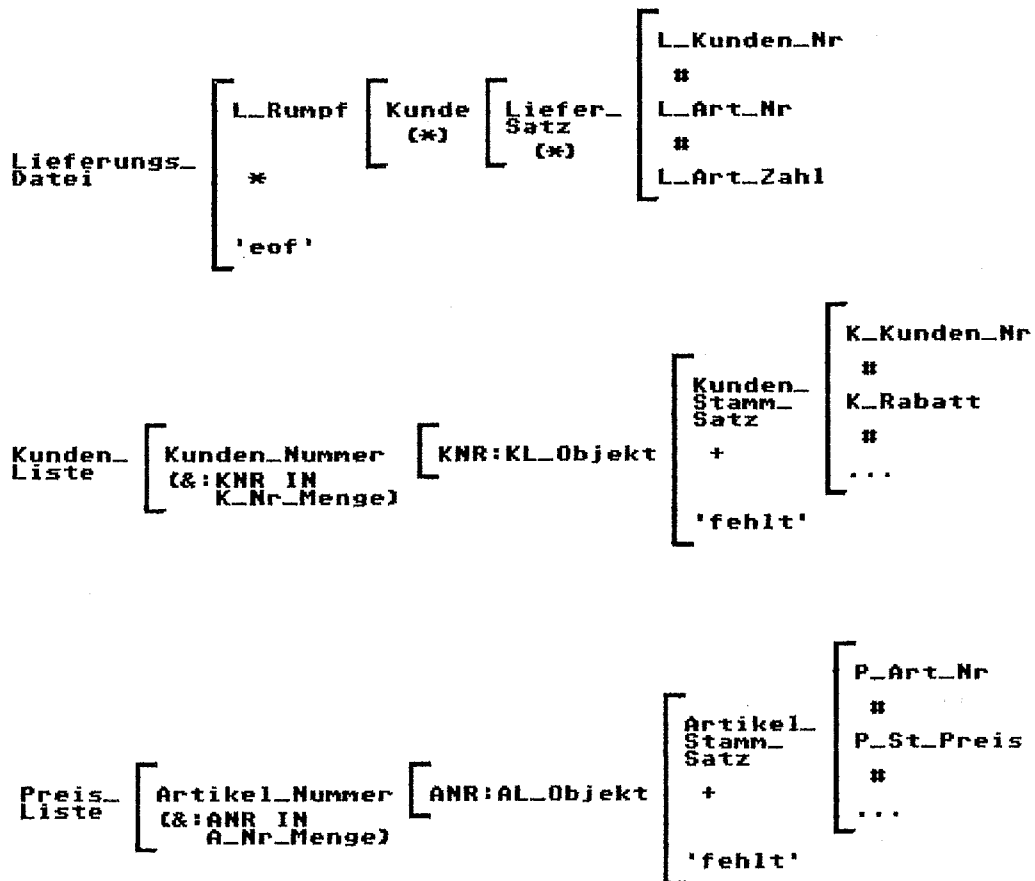 L_Kunden_Nr
#
L_Rumpf
Kunde
(*)
Liefer_
Satz
(*)
L_Art_Nr
#
L_Art_Zahl
Lieferungs_
Datei
*
'eof'
K_Kunden_Nr
#
K_Rabatt
#
...
Kunden_
Stamm_
Satz
+
'fehlt'
Kunden_
Liste
Kunden_Nummer
(&:KNR IN
K_Nr_Menge)
KNR:KL_Objekt
P_Art_Nr
#
P_St_Preis
#
...
Artikel_
Stamm_
Satz
+
'fehlt'
Preis_
Liste
Artikel_Nummer
(&:ANR IN
A_Nr_Menge)
ANR:AL_Objekt